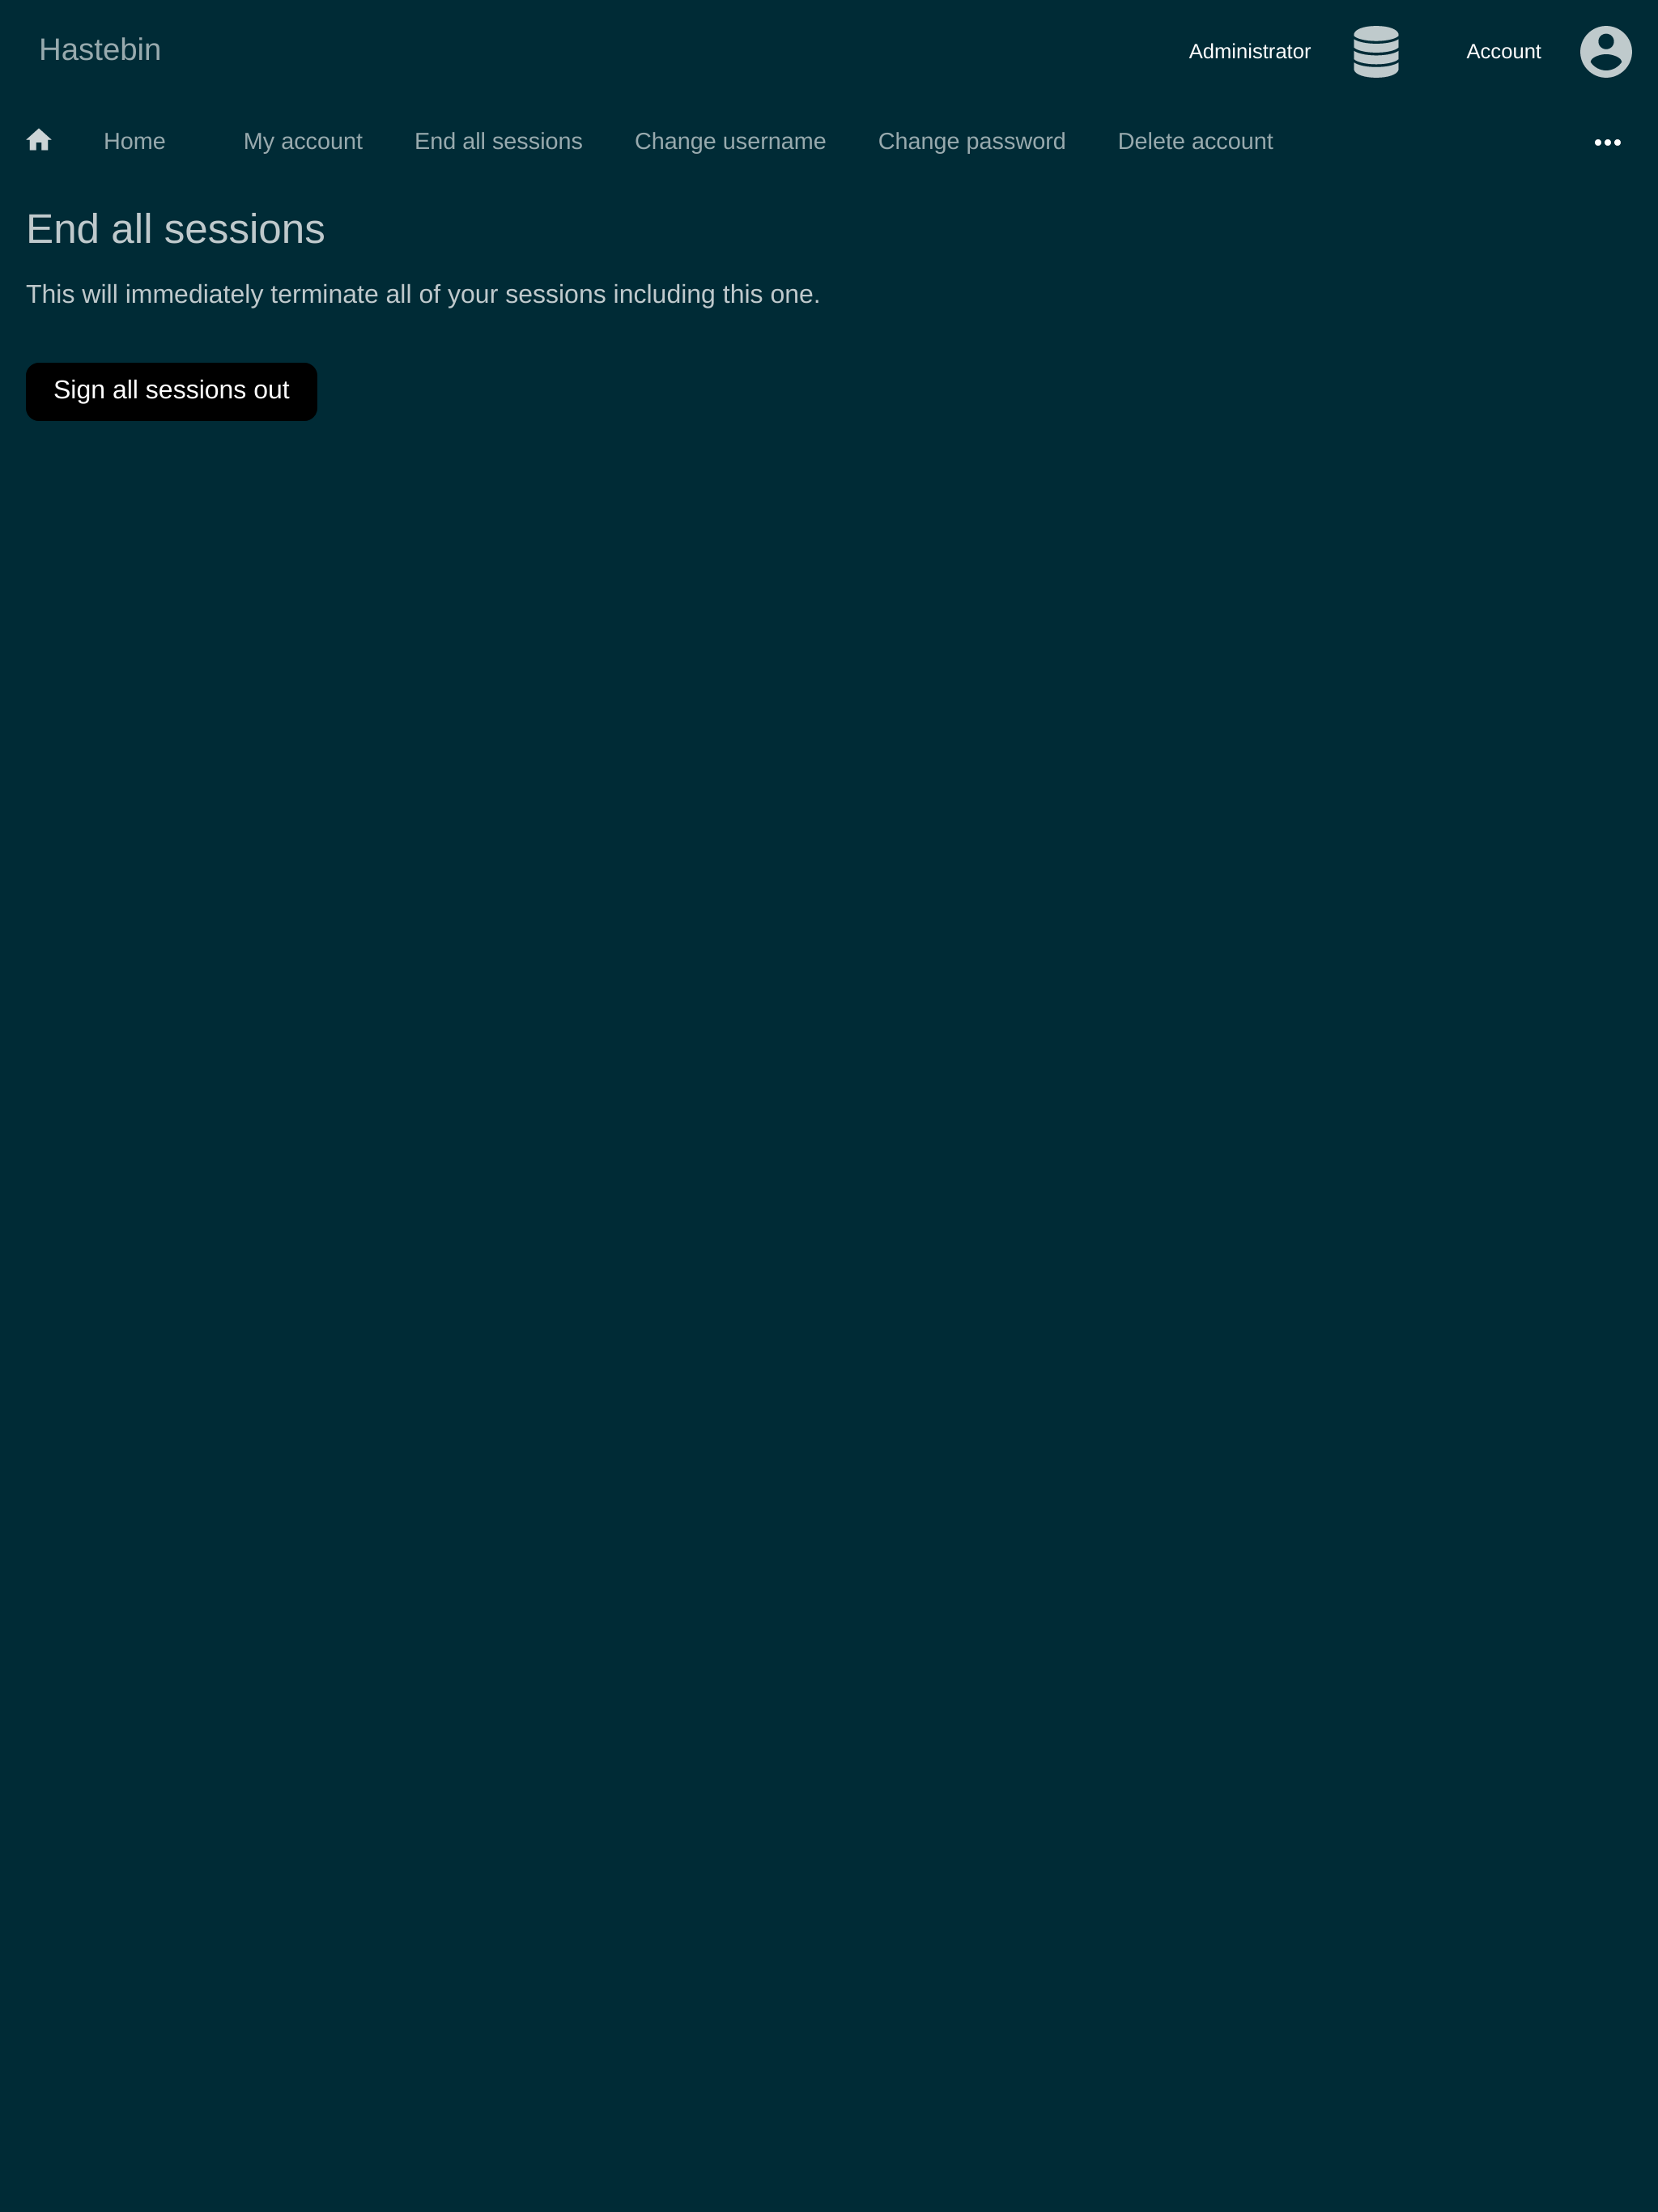 Hastebin
Administrator
Account
Home
My account
End all sessions
Change username
Change password
Delete account
End all sessions
This will immediately terminate all of your sessions including this one.
Sign all sessions out